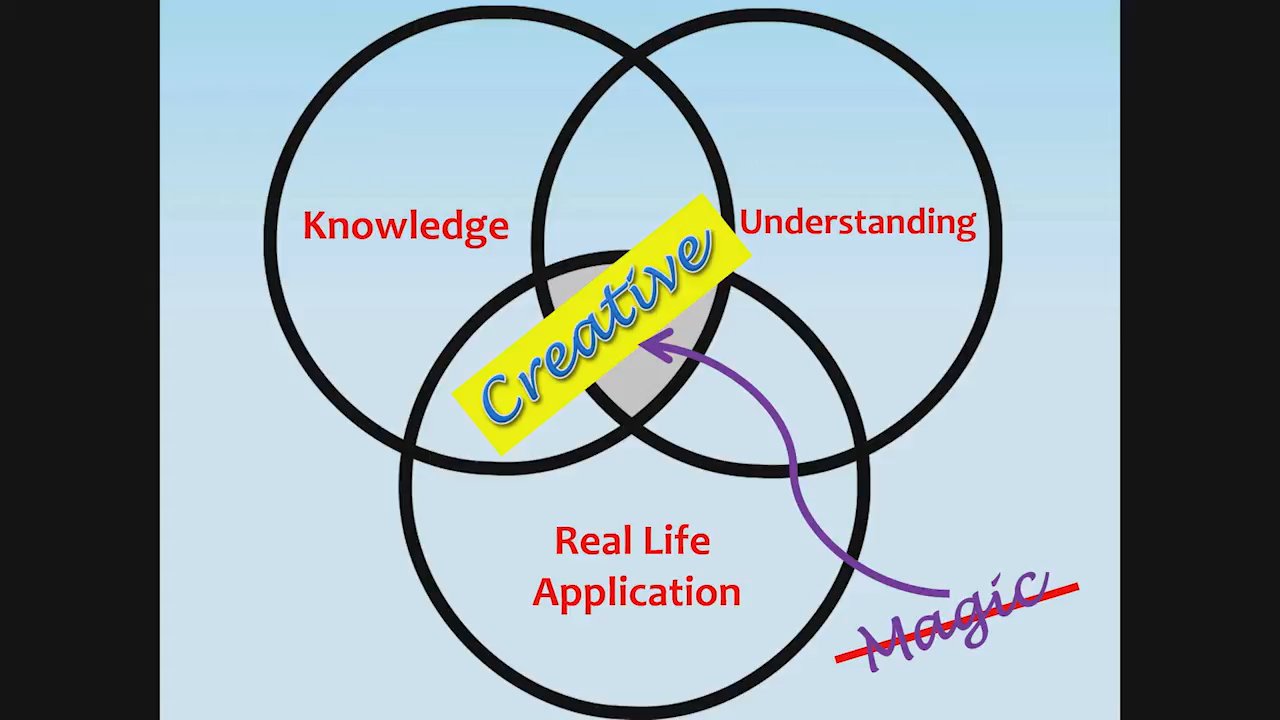 Knowledge
Understanding
Creative
Real Life
Application
Magic